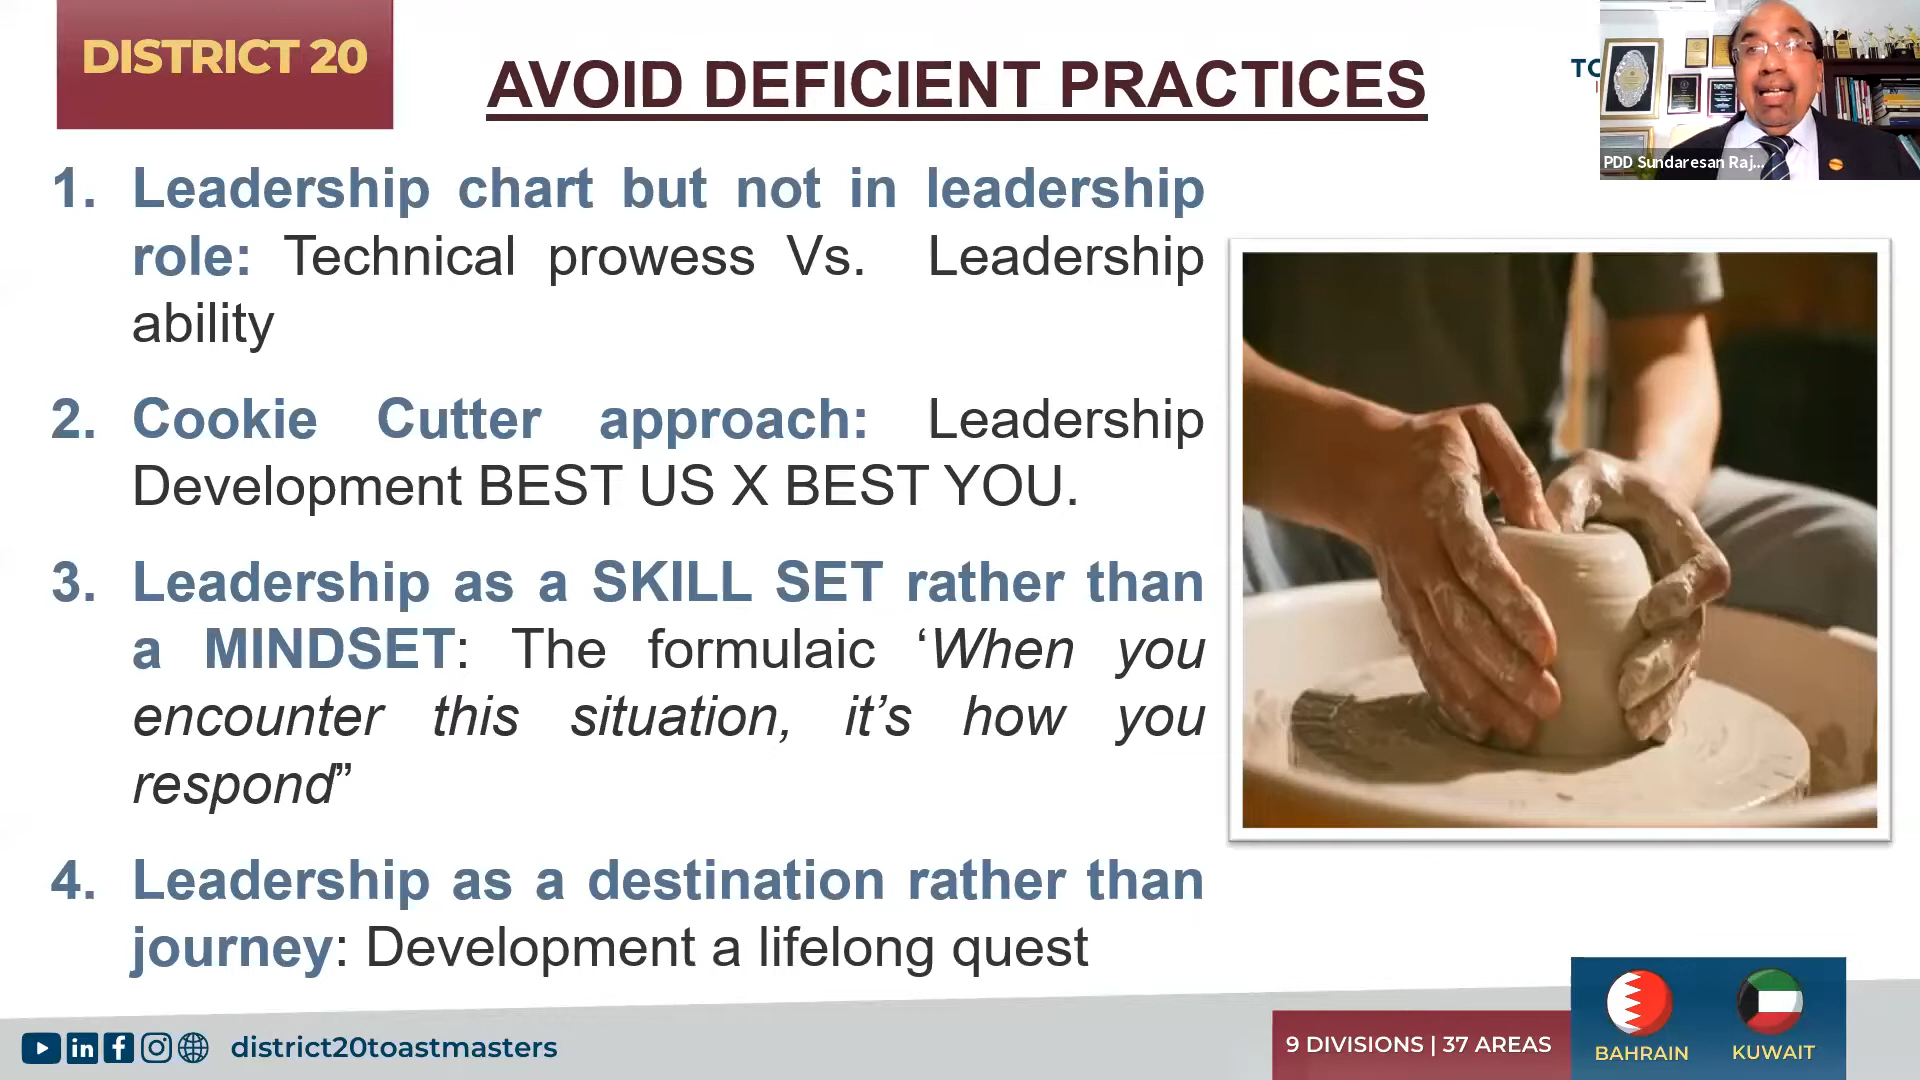 DISTRICT 20
AVOID DEFICIENT PRACTICES
TO
PDD Sundaresan Raj...
1. Leadership chart but not in leadership
role: Technical prowess Vs. Leadership
ability
2. Cookie Cutter approach: Leadership
Development BEST US X BEST YOU.
3. Leadership as a SKILL SET rather than
a MINDSET: The formulaic ‘When you
encounter this situation, it’s how you
respond”
4. Leadership as a destination rather than
journey: Development a lifelong quest
in
district20toastmasters
9 DIVISIONS | 37 AREAS
BAHRAIN
KUWAIT